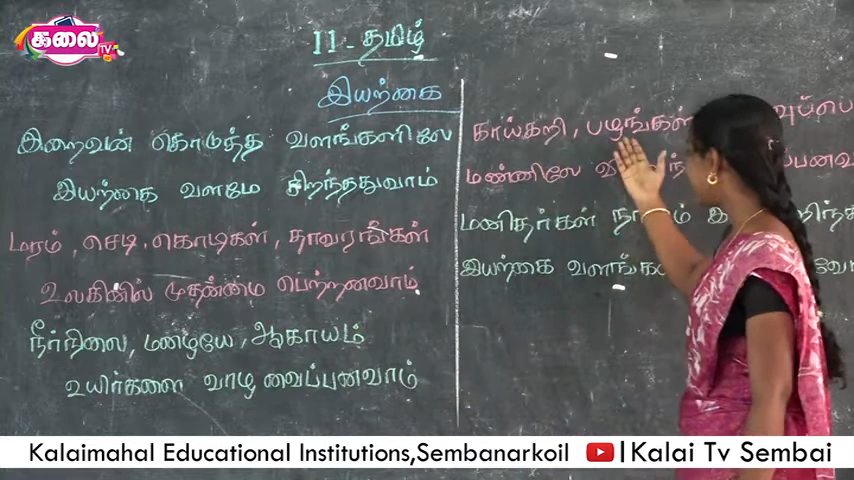 கலை TV
II - தமிழ்
இயற்கை
இறைவன் கொடுத்த வளங்களிலே
இயற்கை வளமே சிறந்ததுவாம்
மரம், செடி, கொடிகள், தாவரங்கள்
உலகினில் முதன்மை பெற்றனவாம்
நீர்நிலை, மழையே, ஆகாயம்
உயிர்களை வாழ வைப்பனவாம்
காய்கறி, பழங்கள்
மண்ணிலே
மனிதர்கள்
இயற்கை
Kalaimahal Educational Institutions,Sembanarkoil
|Kalai Tv Sembai